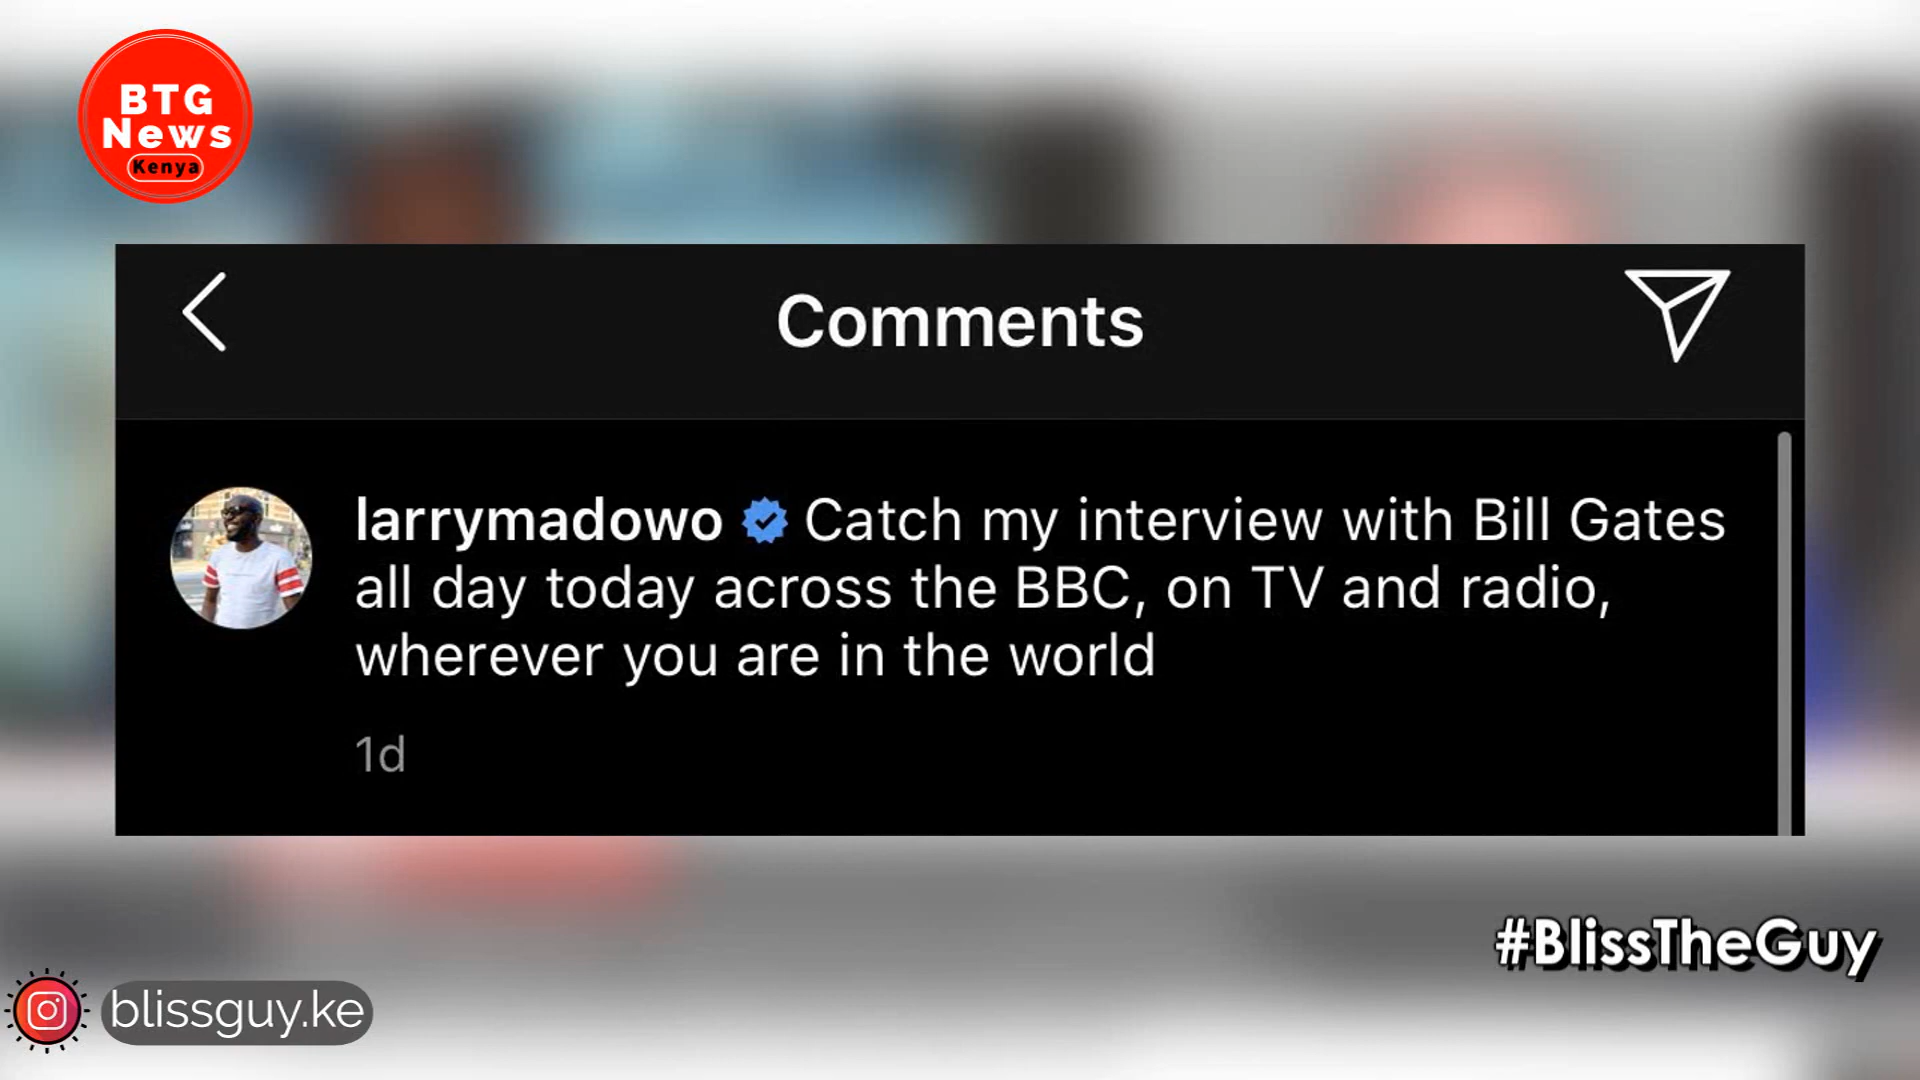 BTG
News
Kenya
Comments
larrymadowo Catch my interview with Bill Gates
all day today across the BBC, on TV and radio,
wherever you are in the world
1d
#BlissTheGuy
blissguy.ke